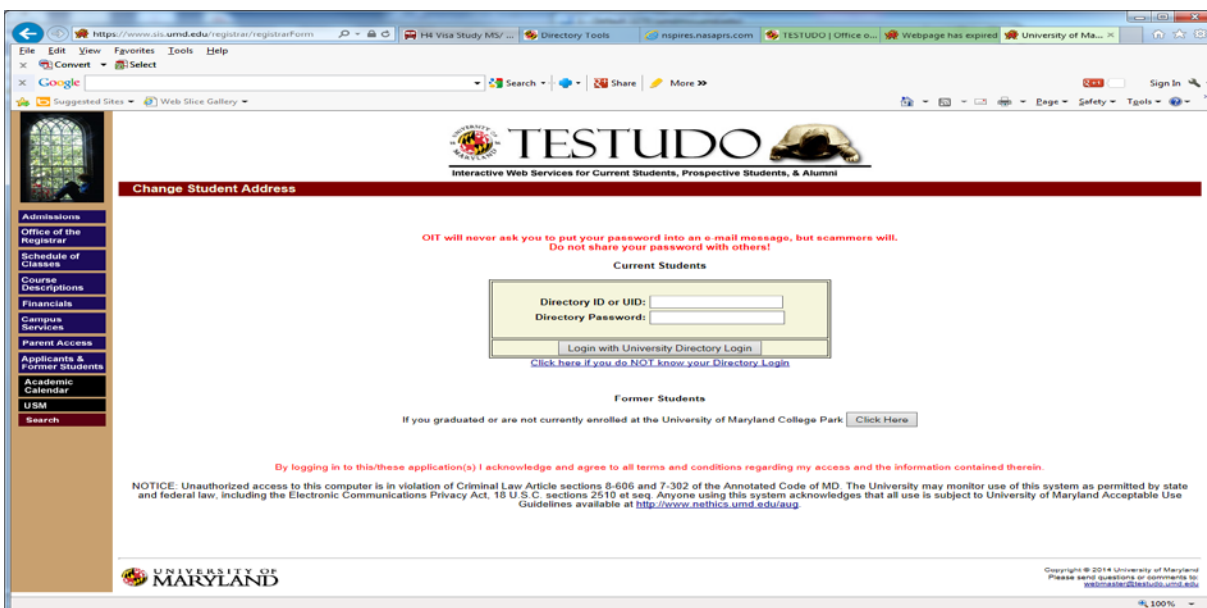 https://www.sis.umd.edu/registrar/registrarForm
H4 Visa Study MS/ ...
Directory Tools
nspires.nasaprs.com
TESTUDO | Office o...
Webpage has expired
University of Ma...
File Edit View Favorites Tools Help
Convert Select
Google Search Share More »
Sign In
Suggested Sites Web Slice Gallery
Page Safety Tools
UNIVERSITY OF MARYLAND
TESTUDO
Interactive Web Services for Current Students, Prospective Students, & Alumni
Change Student Address
Admissions
Office of the
Registrar
Schedule of
Classes
Course
Descriptions
Financials
Campus
Services
Parent Access
Applicants &
Former Students
Academic
Calendar
USM
Search
OIT will never ask you to put your password into an e-mail message, but scammers will.
Do not share your password with others!
Current Students
Directory ID or UID:
Directory Password:
Login with University Directory Login
Click here if you do NOT know your Directory Login
Former Students
If you graduated or are not currently enrolled at the University of Maryland College Park Click Here
By logging in to this/these application(s) I acknowledge and agree to all terms and conditions regarding my access and the information contained therein.
NOTICE: Unauthorized access to this computer is in violation of Criminal Law Article sections 8-606 and 7-302 of the Annotated Code of MD. The University may monitor use of this system as permitted by state
and federal law, including the Electronic Communications Privacy Act, 18 U.S.C. sections 2510 et seq. Anyone using this system acknowledges that all use is subject to University of Maryland Acceptable Use
Guidelines available at http://www.nethics.umd.edu/aug.
UNIVERSITY OF
MARYLAND
Copyright © 2014 University of Maryland
Please send questions or comments to:
webmaster@testudo.umd.edu
100%